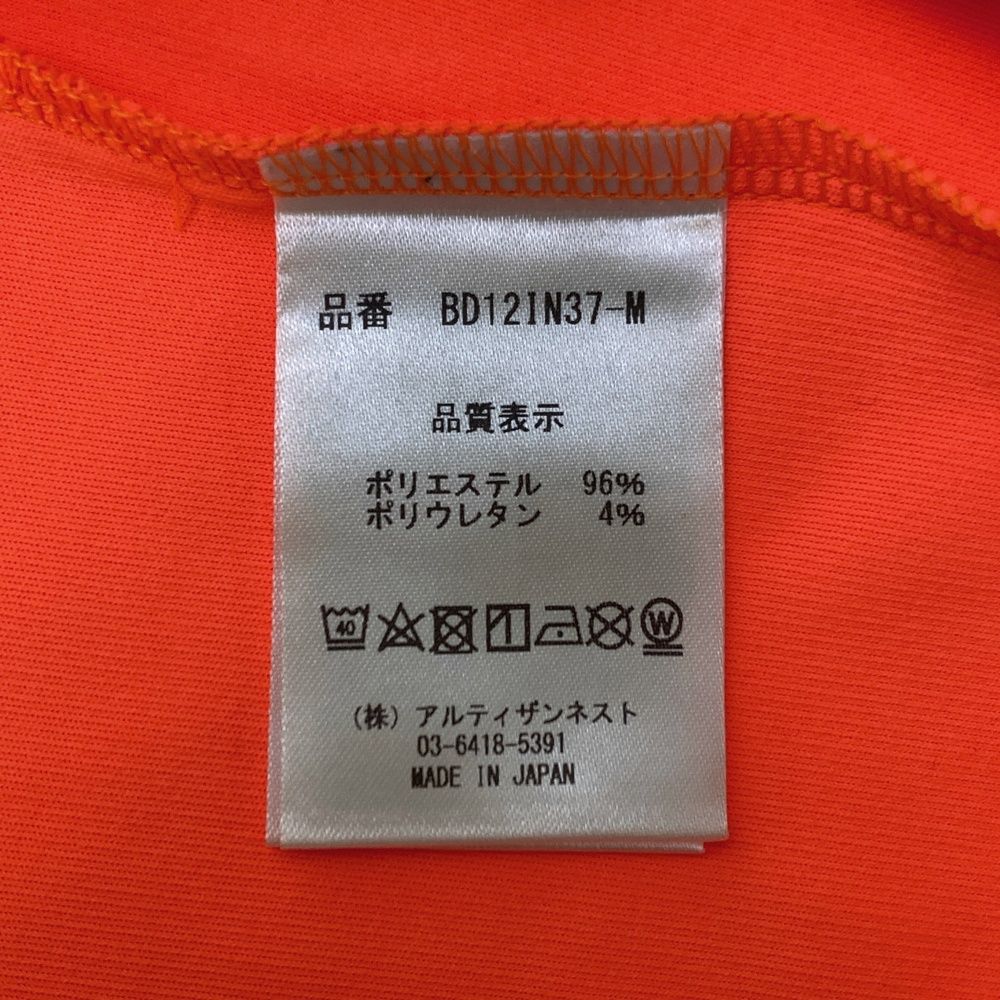 品番 BD12IN37-M
品質表示
ポリエステル 96%
ポリウレタン 4%
40 W
(株)アルティザンネスト
03-6418-5391
MADE IN JAPAN